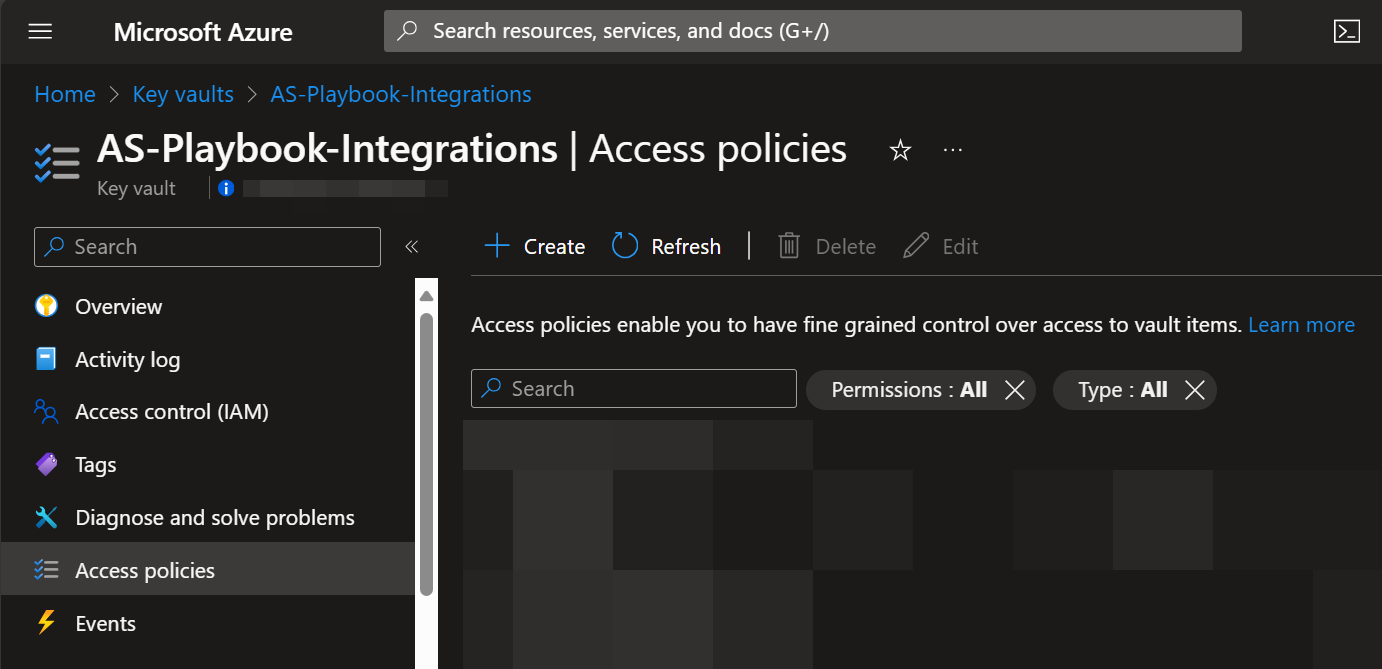 Microsoft Azure
Search resources, services, and docs (G+/)
Home > Key vaults > AS-Playbook-Integrations
AS-Playbook-Integrations | Access policies
Key vault
Search
Overview
Activity log
Access control (IAM)
Tags
Diagnose and solve problems
Access policies
Events
Create Refresh Delete Edit
Access policies enable you to have fine grained control over access to vault items. Learn more
Search Permissions : All Type : All